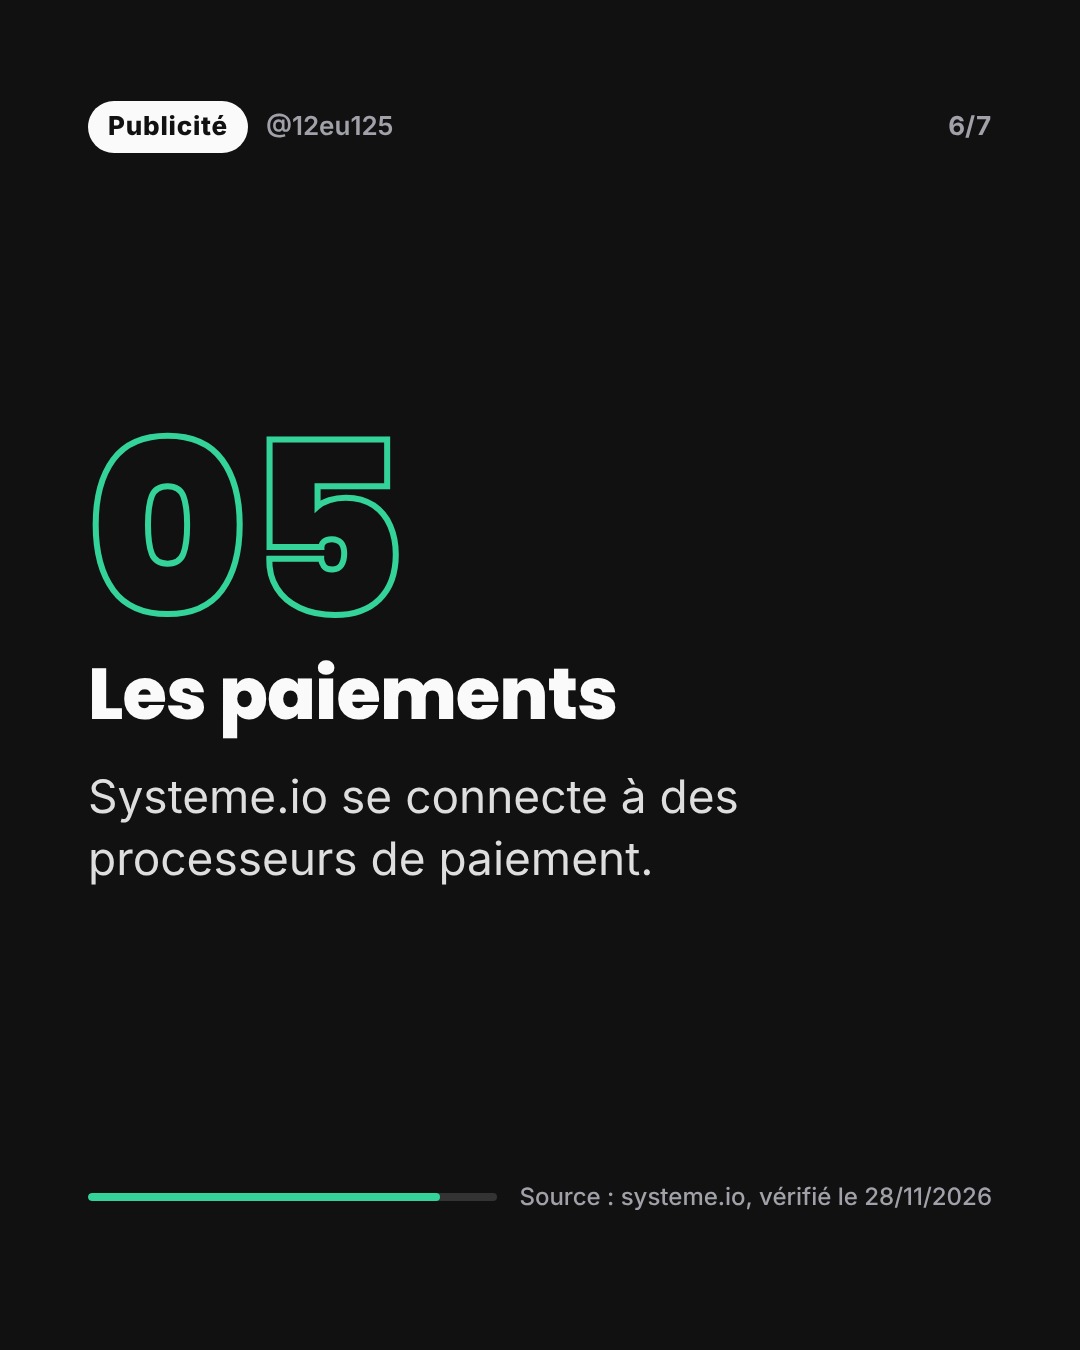 Publicité @12eu125 6/7
05
Les paiements
Systeme.io se connecte à des
processeurs de paiement.
Source : systeme.io, vérifié le 28/11/2026